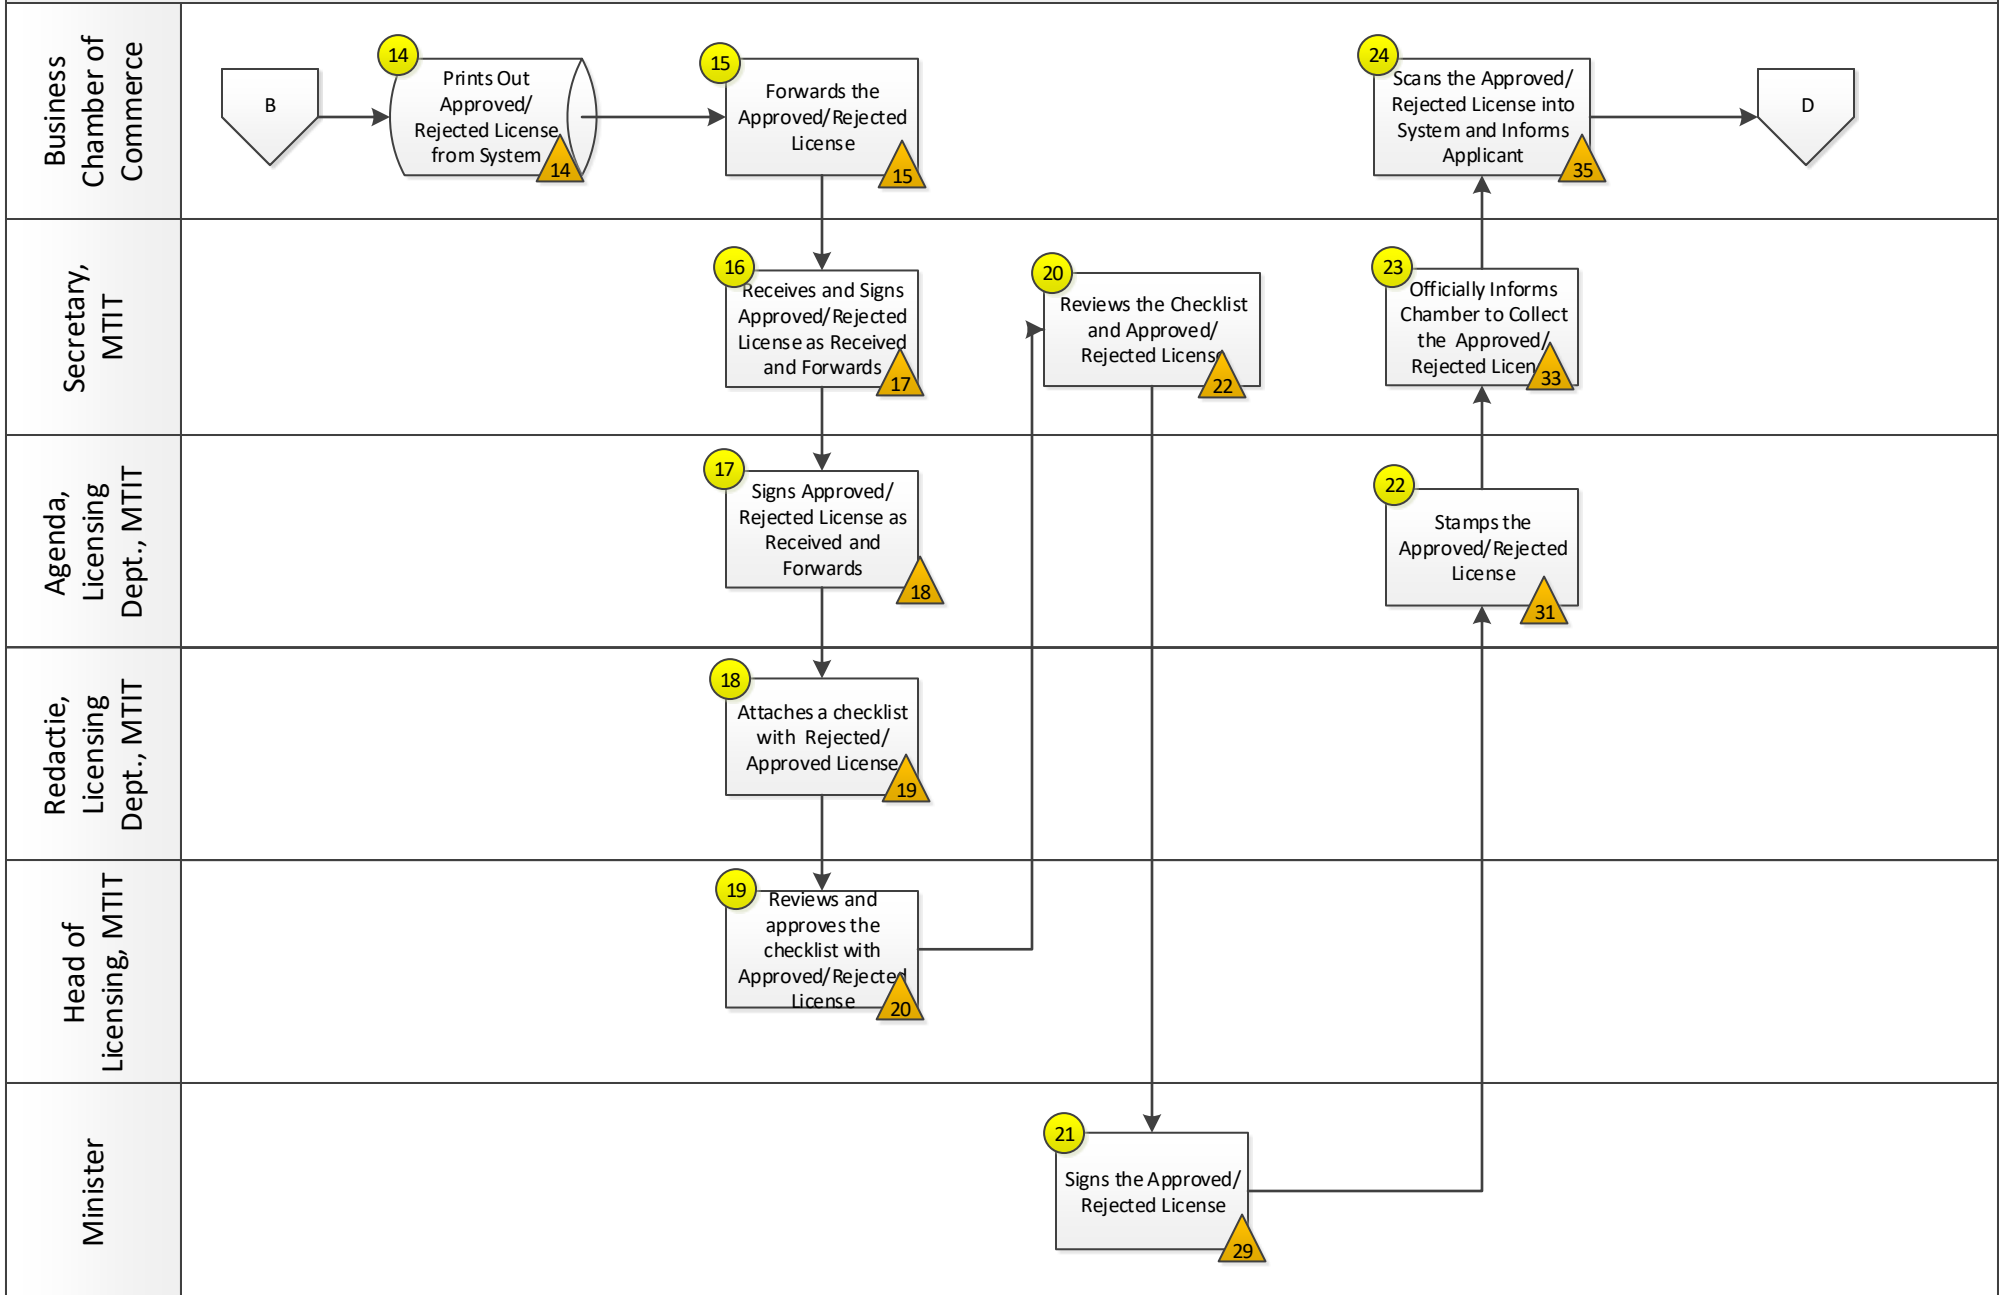 Business
Chamber of
Commerce
B
14
Prints Out
Approved/
Rejected License
from System
14
15
Forwards the
Approved/Rejected
License
15
24
Scans the Approved/
Rejected License into
System and Informs
Applicant
35
D
Secretary,
MTIT
16
Receives and Signs
Approved/Rejected
License as Received
and Forwards
17
20
Reviews the Checklist
and Approved/
Rejected License
22
23
Officially Informs
Chamber to Collect
the Approved/
Rejected Licen
33
Agenda,
Licensing
Dept., MTIT
17
Signs Approved/
Rejected License as
Received and
Forwards
18
22
Stamps the
Approved/Rejected
License
31
Redactie,
Licensing
Dept., MTIT
18
Attaches a checklist
with Rejected/
Approved License
19
Head of
Licensing, MTIT
19
Reviews and
approves the
checklist with
Approved/Rejected
License
20
Minister
21
Signs the Approved/
Rejected License
29